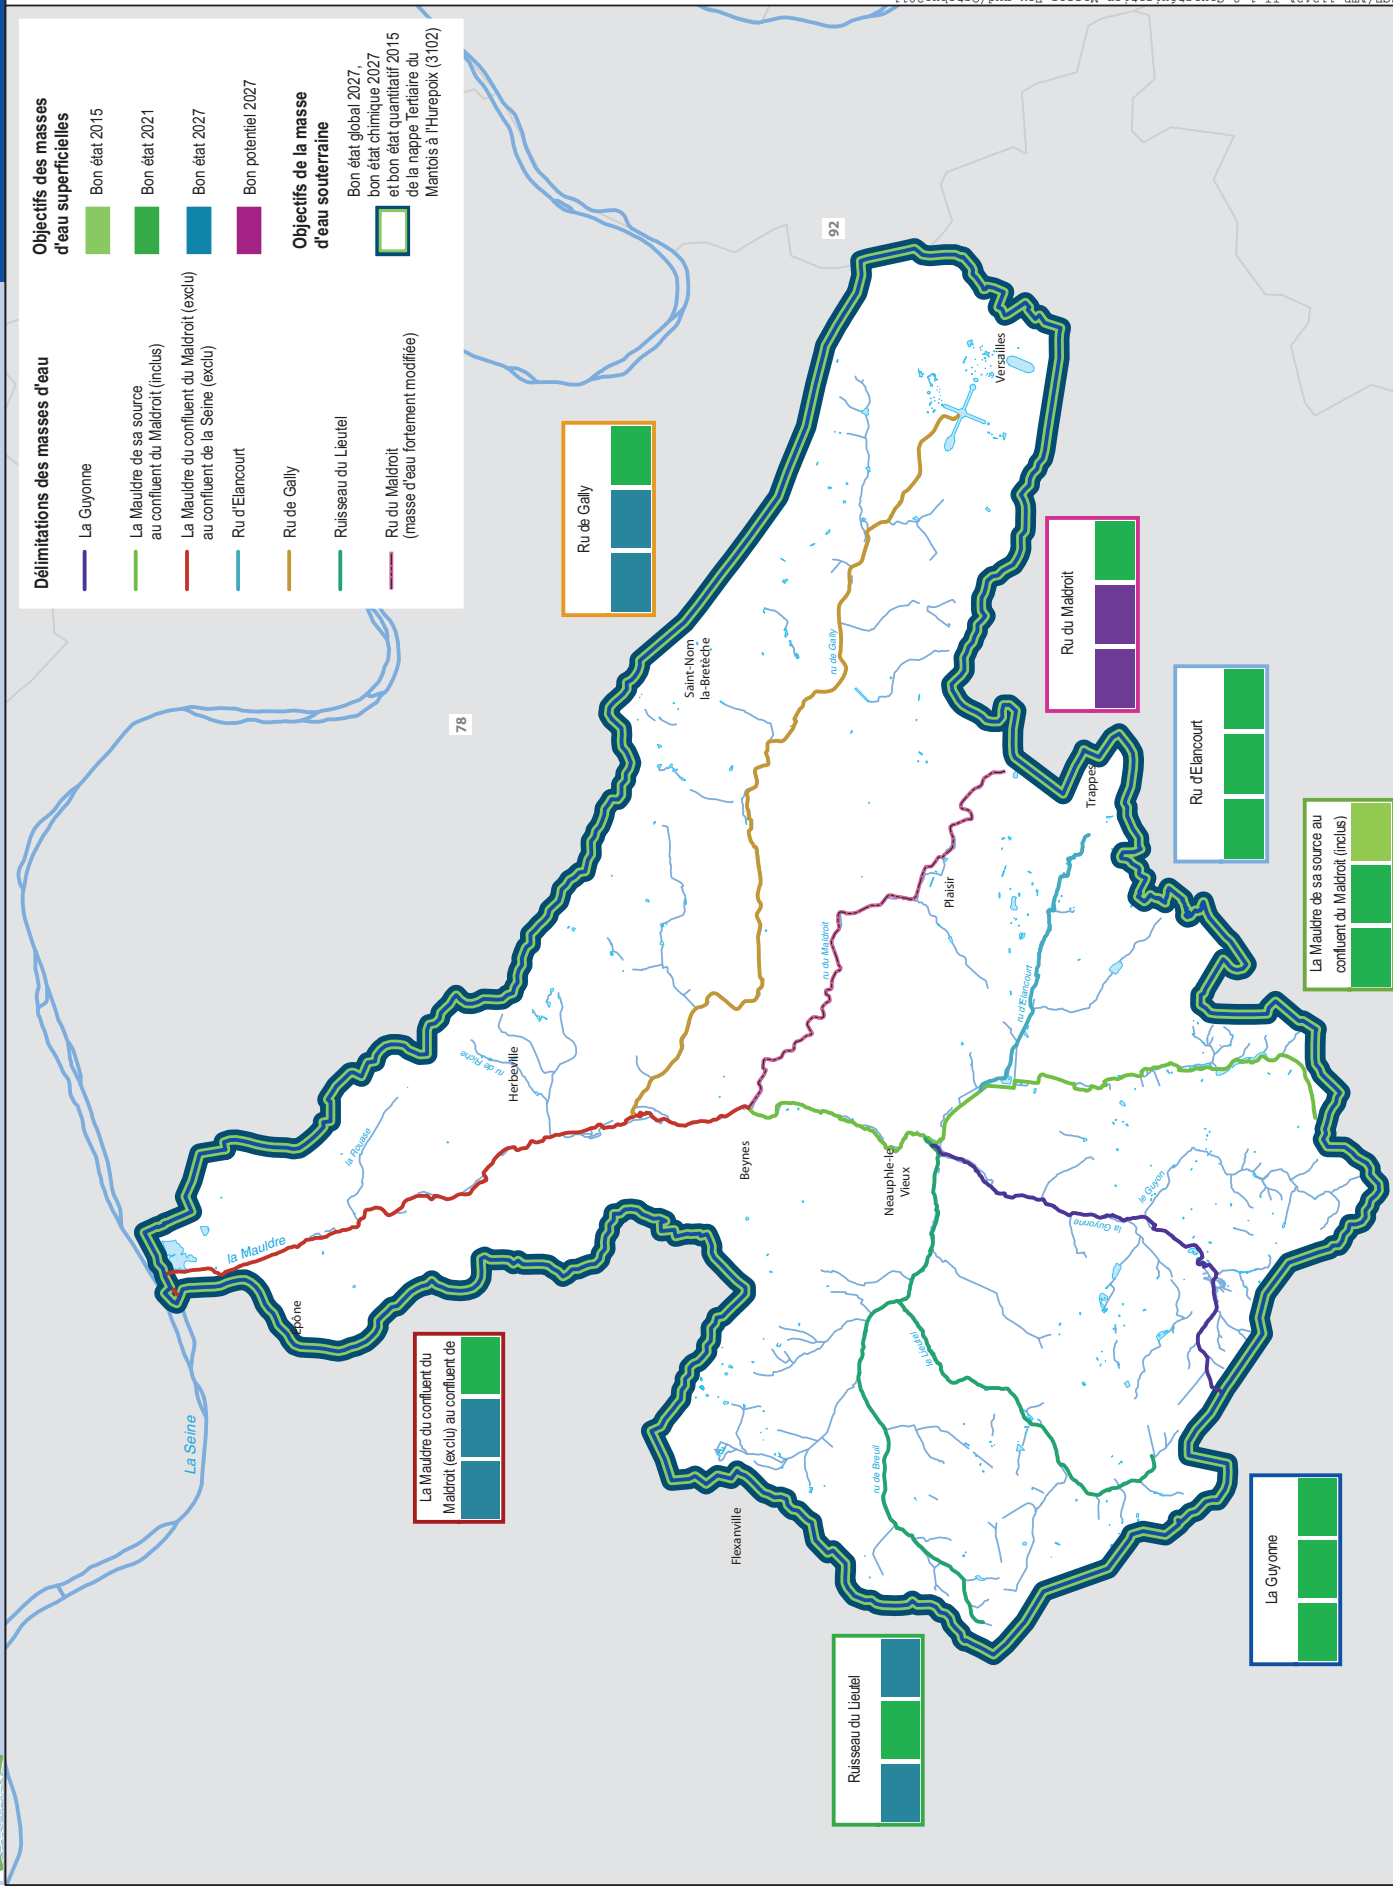 Délimitations des masses d'eau
La Guyonne
La Mauldre de sa source
au confluent du Maldroit (inclus)
La Mauldre du confluent du Maldroit (exclu)
au confluent de la Seine (exclu)
Ru d'Elancourt
Ru de Gally
Ruisseau du Lieutel
Ru du Maldroit
(masse d'eau fortement modifiée)
Objectifs des masses
d'eau superficielles
Bon état 2015
Bon état 2021
Bon état 2027
Bon potentiel 2027
Objectifs de la masse
d'eau souterraine
Bon état global 2027,
bon état chimique 2027
et bon état quantitatif 2015
de la nappe Tertiaire du
Mantois à l'Hurepoix (3102)
La Seine
la Mauldre
Epône
la Rouase
ru de Riche
Herbeville
78
92
Saint-Nom
la-Bretèche
Ru de Gally
ru de Gally
Versailles
Ru du Maldroit
ru du Maldroit
Plaisir
Trappes
Ru d'Elancourt
ru d'Elancourt
Beynes
Neauphle-le
Vieux
La Mauldre du confluent du
Maldroit (exclu) au confluent de
La Mauldre de sa source au
confluent du Maldroit (inclus)
le Guyon
la Guyonne
le Lieutel
ru de Breuil
Flexanville
Ruisseau du Lieutel
La Guyonne